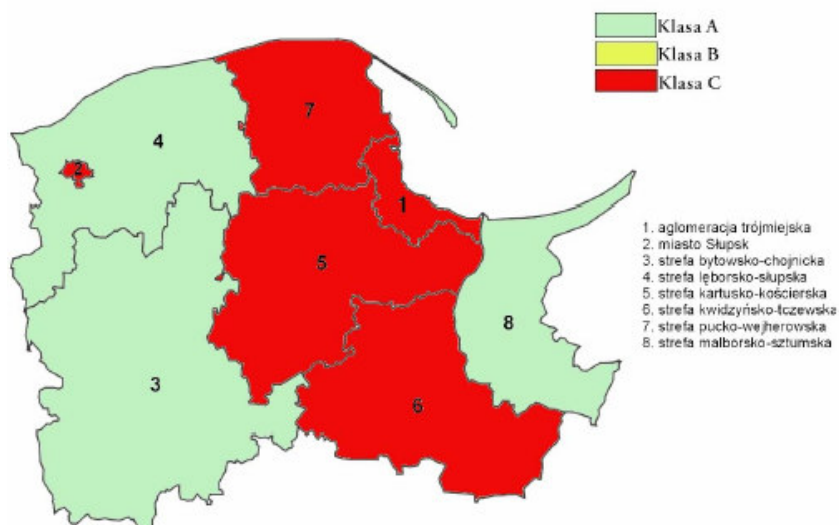 Klasa A
Klasa B
Klasa C
7
4
2
1
5
8
3
6
1. aglomeracja trójmiejska
2. miasto Słupsk
3. strefa bytowsko-chojnicka
4. strefa lęborsko-słupska
5. strefa kartusko-kościerska
6. strefa kwidzyńsko-tczewska
7. strefa pucko-wejherowska
8. strefa malborsko-sztumska